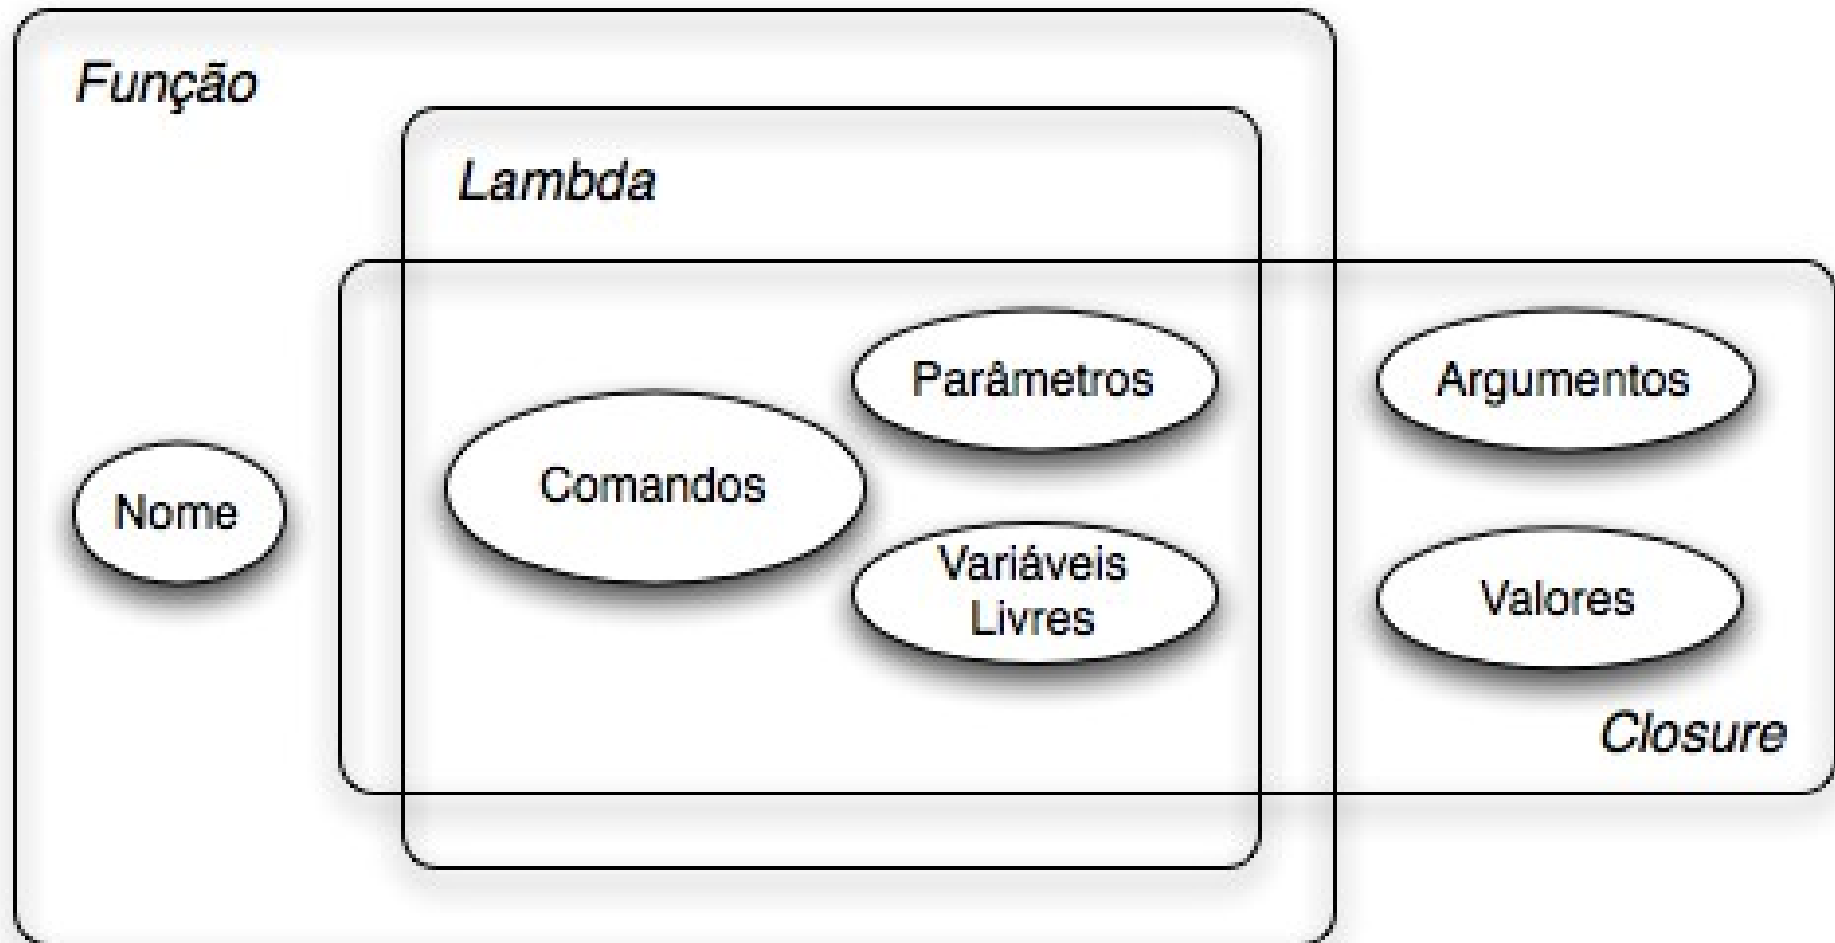 Função
Lambda
Parâmetros
Argumentos
Comandos
Nome
Variáveis
Livres
Valores
Closure